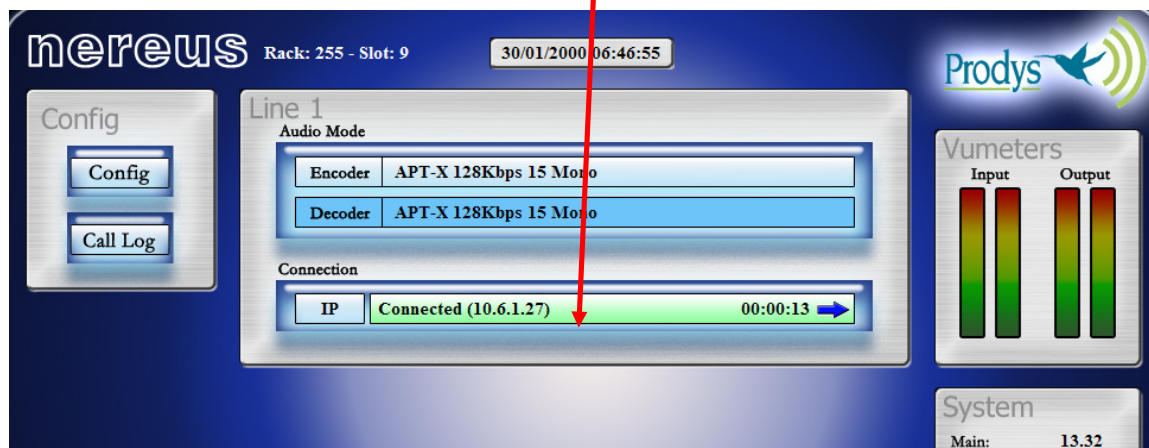 nereus Rack: 255 - Slot: 9 30/01/2000 06:46:55
Prodys
Config
Config
Call Log
Line 1
Audio Mode
Encoder APT-X 128Kbps 15 Mono
Decoder APT-X 128Kbps 15 Mono
Connection
IP Connected (10.6.1.27) 00:00:13
Vumeters
Input Output
System
Main: 13.32